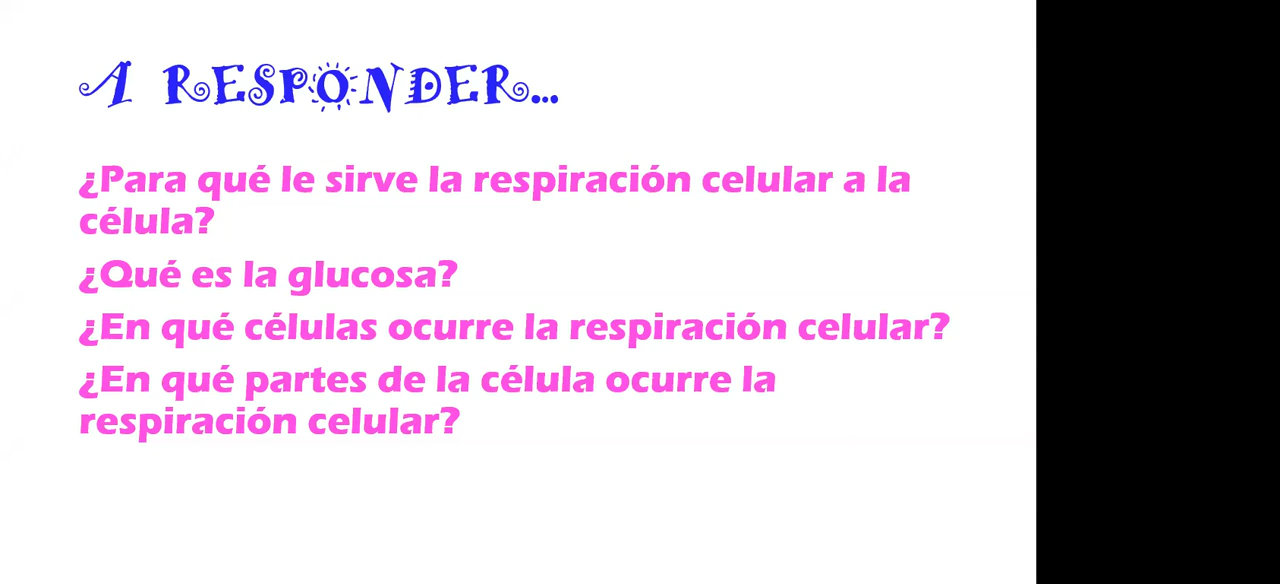 A RESPONDER...
¿Para qué le sirve la respiración celular a la
célula?
¿Qué es la glucosa?
¿En qué células ocurre la respiración celular?
¿En qué partes de la célula ocurre la
respiración celular?